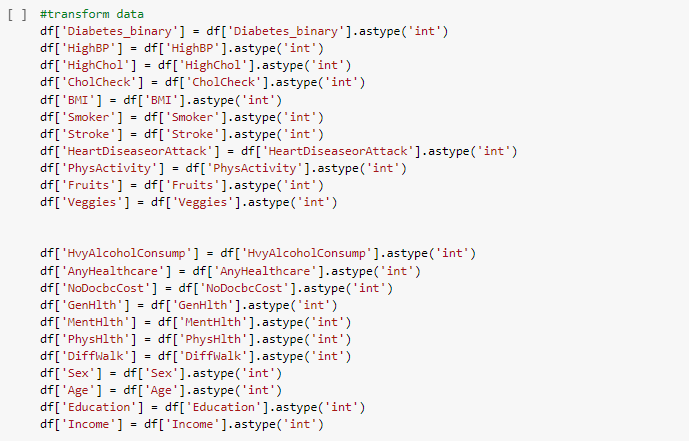 [ ] #transform data
df['Diabetes_binary'] = df['Diabetes_binary'].astype('int')
df['HighBP'] = df['HighBP'].astype('int')
df['HighChol'] = df['HighChol'].astype('int')
df['CholCheck'] = df['CholCheck'].astype('int')
df['BMI'] = df['BMI'].astype('int')
df['Smoker'] = df['Smoker'].astype('int')
df['Stroke'] = df['Stroke'].astype('int')
df['HeartDiseaseorAttack'] = df['HeartDiseaseorAttack'].astype('int')
df['PhysActivity'] = df['PhysActivity'].astype('int')
df['Fruits'] = df['Fruits'].astype('int')
df['Veggies'] = df['Veggies'].astype('int')
df['HvyAlcoholConsump'] = df['HvyAlcoholConsump'].astype('int')
df['AnyHealthcare'] = df['AnyHealthcare'].astype('int')
df['NoDocbcCost'] = df['NoDocbcCost'].astype('int')
df['GenHlth'] = df['GenHlth'].astype('int')
df['MentHlth'] = df['MentHlth'].astype('int')
df['PhysHlth'] = df['PhysHlth'].astype('int')
df['DiffWalk'] = df['DiffWalk'].astype('int')
df['Sex'] = df['Sex'].astype('int')
df['Age'] = df['Age'].astype('int')
df['Education'] = df['Education'].astype('int')
df['Income'] = df['Income'].astype('int')